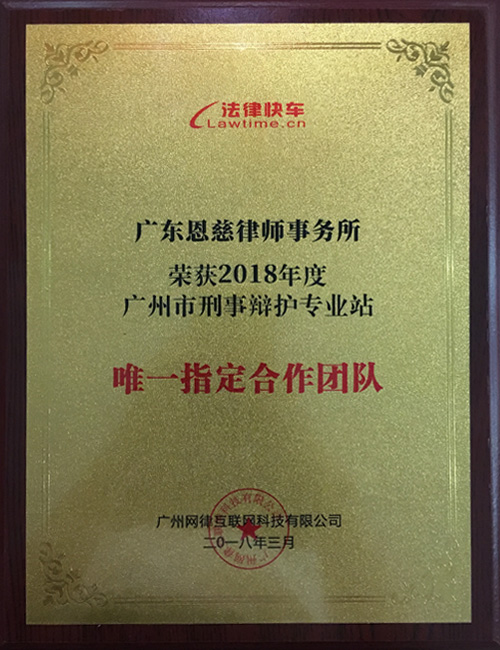 法律快车
Lawtime.cn
广东恩慈律师事务所
荣获2018年度
广州市刑事辩护专业站
唯一指定合作团队
广州网律互联网科技有限公司
二〇一八年三月